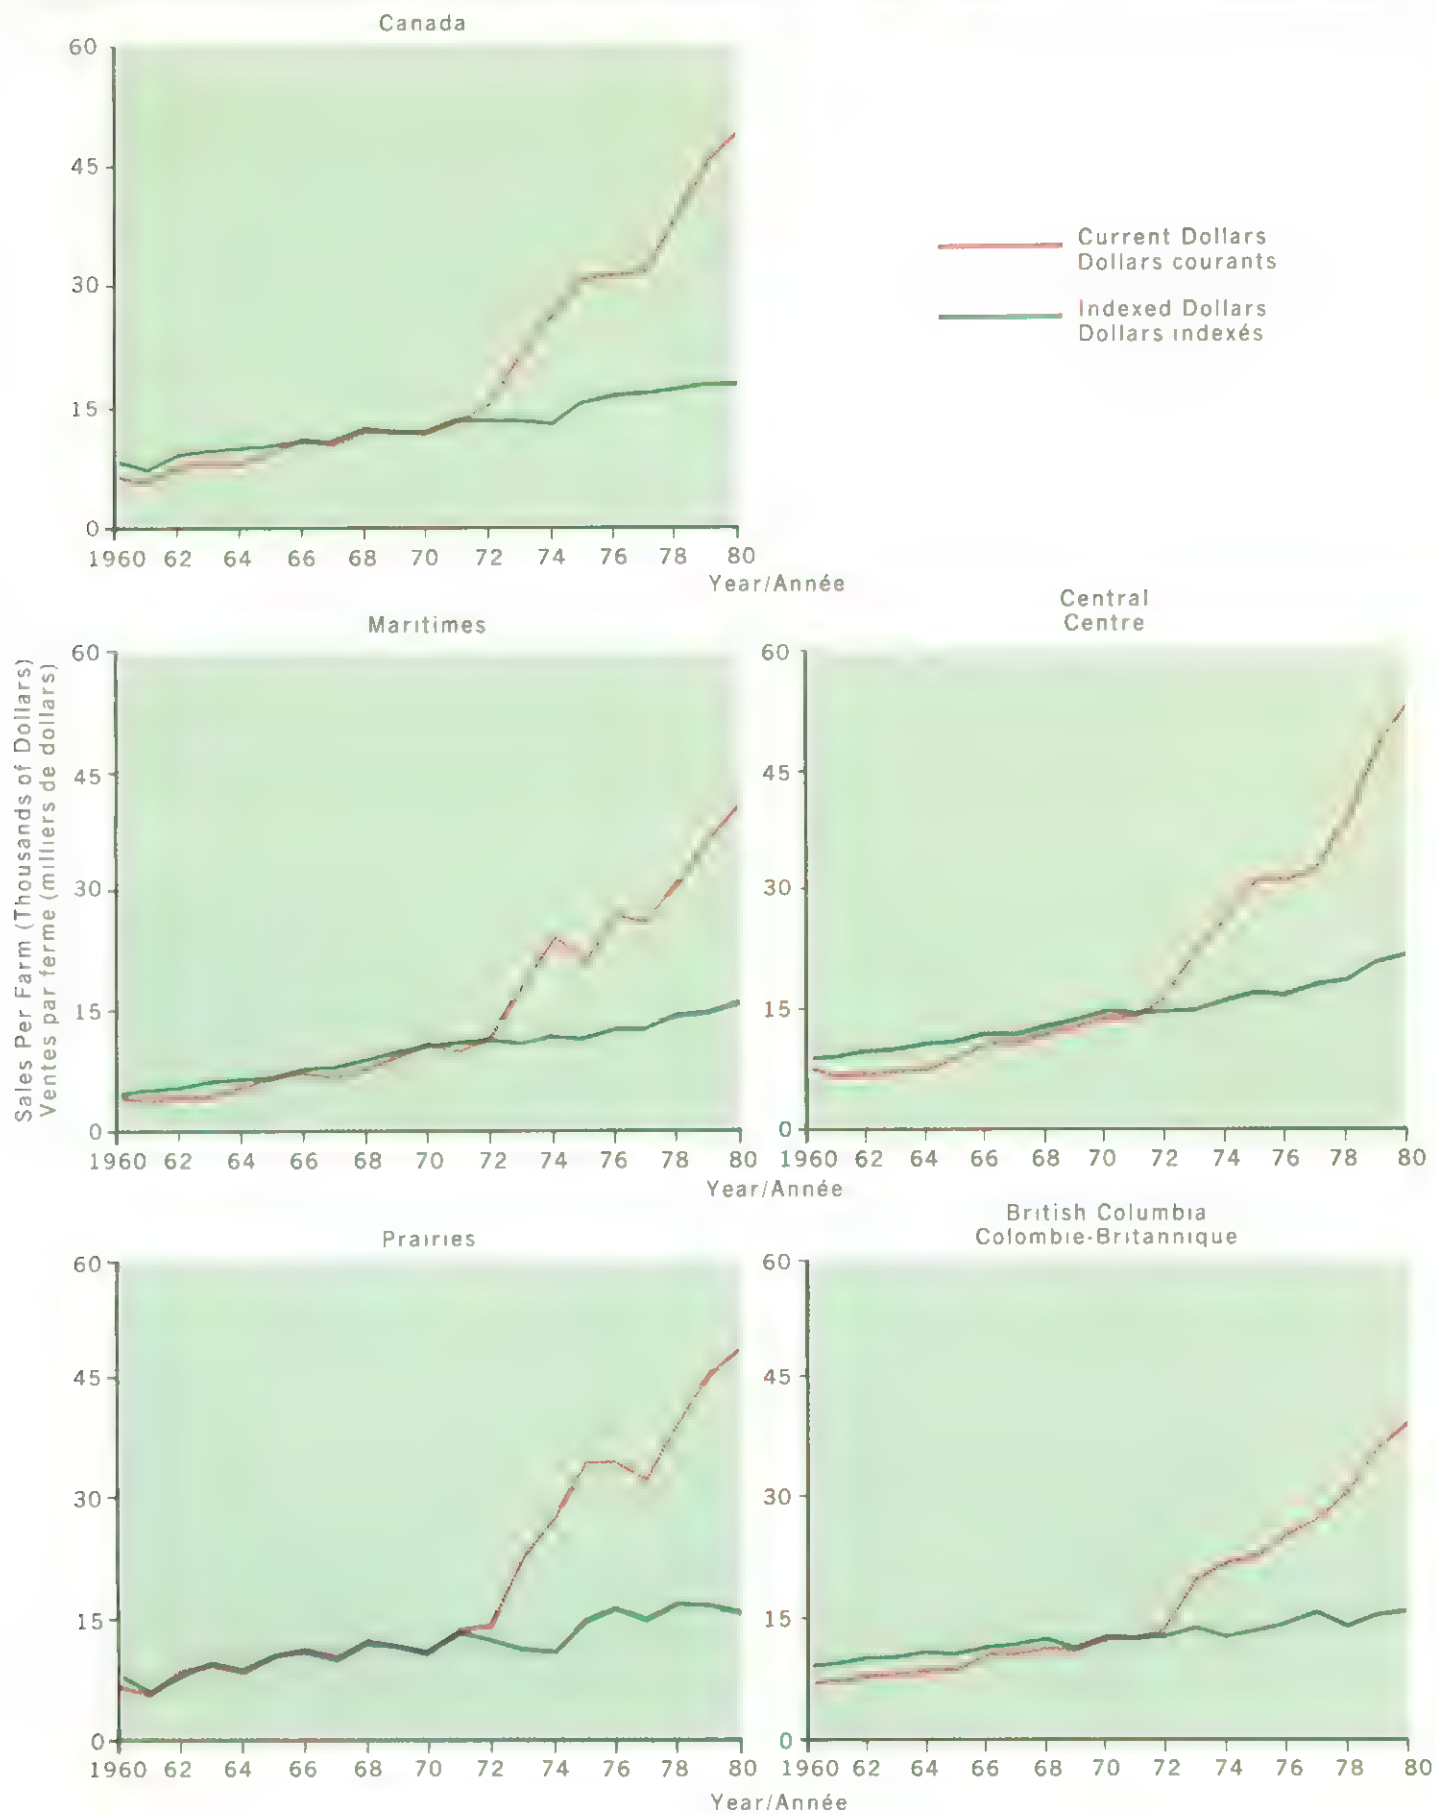 Canada
60
45
30
15
0
1960 62 64 66 68 70 72 74 76 78 80
Year/Année
Current Dollars
Dollars courants
Indexed Dollars
Dollars indexés
Sales Per Farm (Thousands of Dollars)
Ventes par ferme (milliers de dollars)
Maritimes
60
45
30
15
0
1960 62 64 66 68 70 72 74 76 78 80
Year/Année
Central
Centre
60
45
30
15
0
1960 62 64 66 68 70 72 74 76 78 80
Prairies
60
45
30
15
0
1960 62 64 66 68 70 72 74 76 78 80
Year/Année
British Columbia
Colombie-Britannique
60
45
30
15
0
1960 62 64 66 68 70 72 74 76 78 80